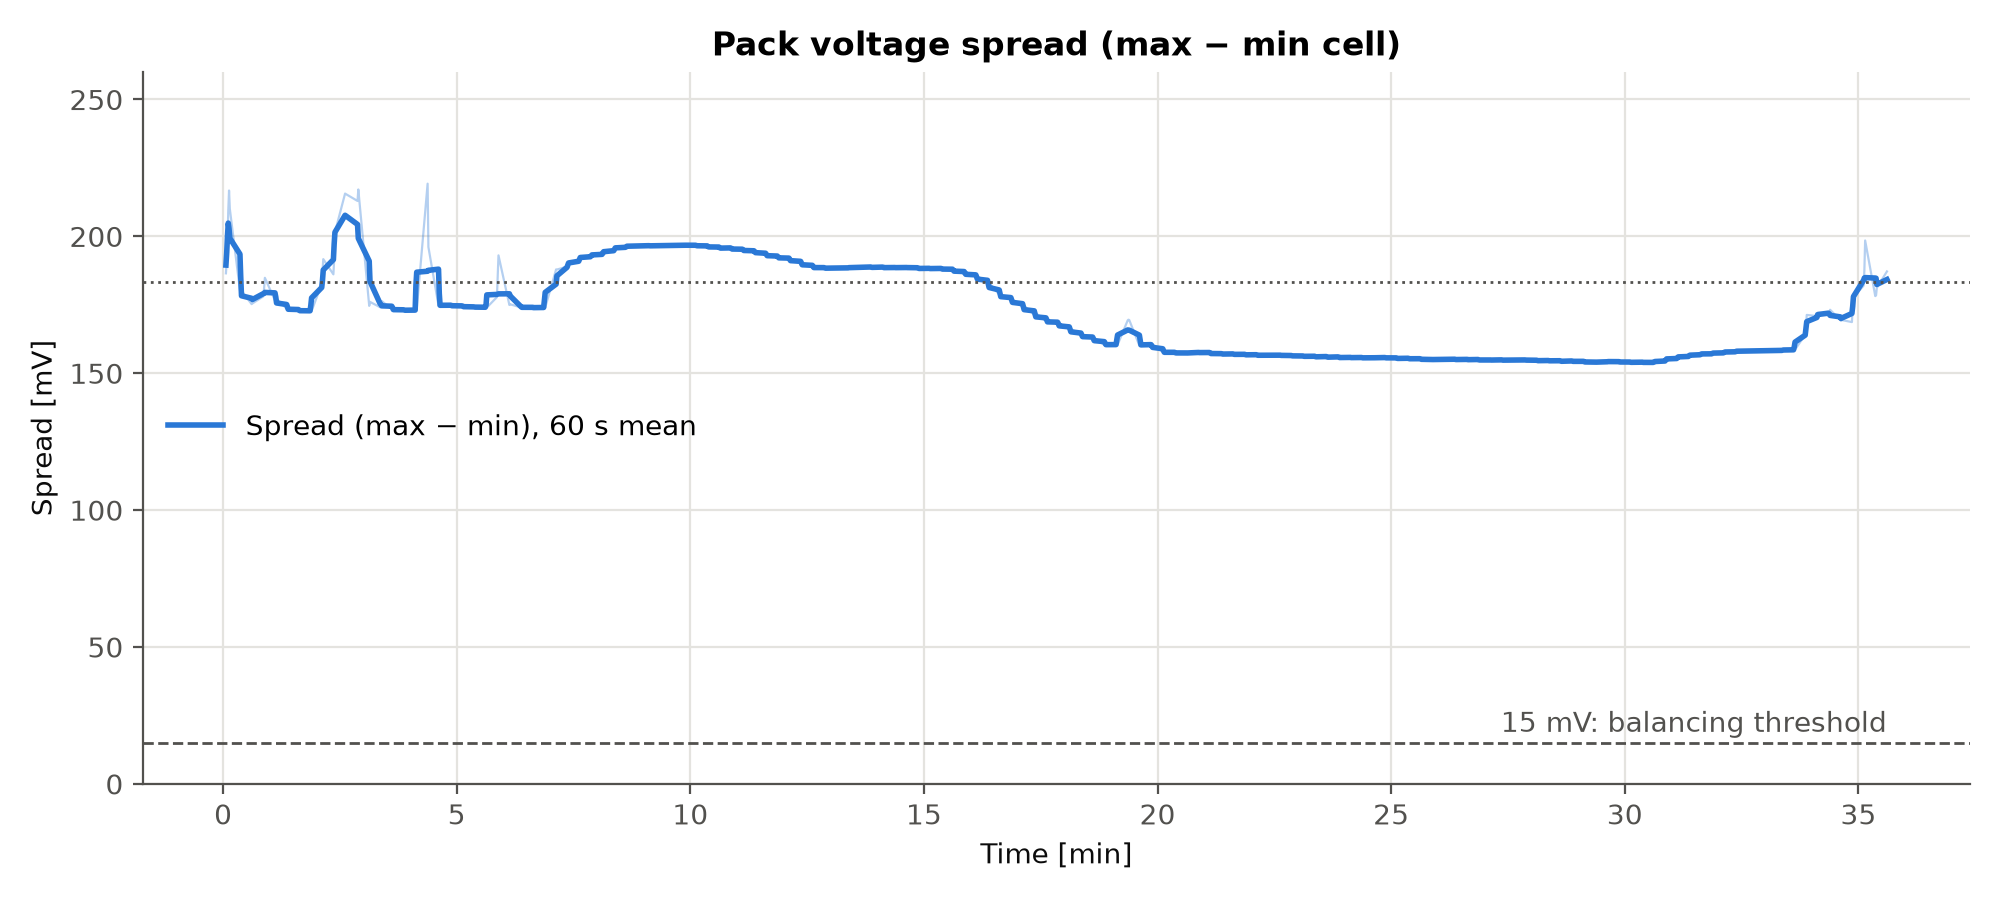 Pack voltage spread (max − min cell)
Spread [mV]
250
200
150
100
50
0
Spread (max − min), 60 s mean
15 mV: balancing threshold
0 5 10 15 20 25 30 35
Time [min]